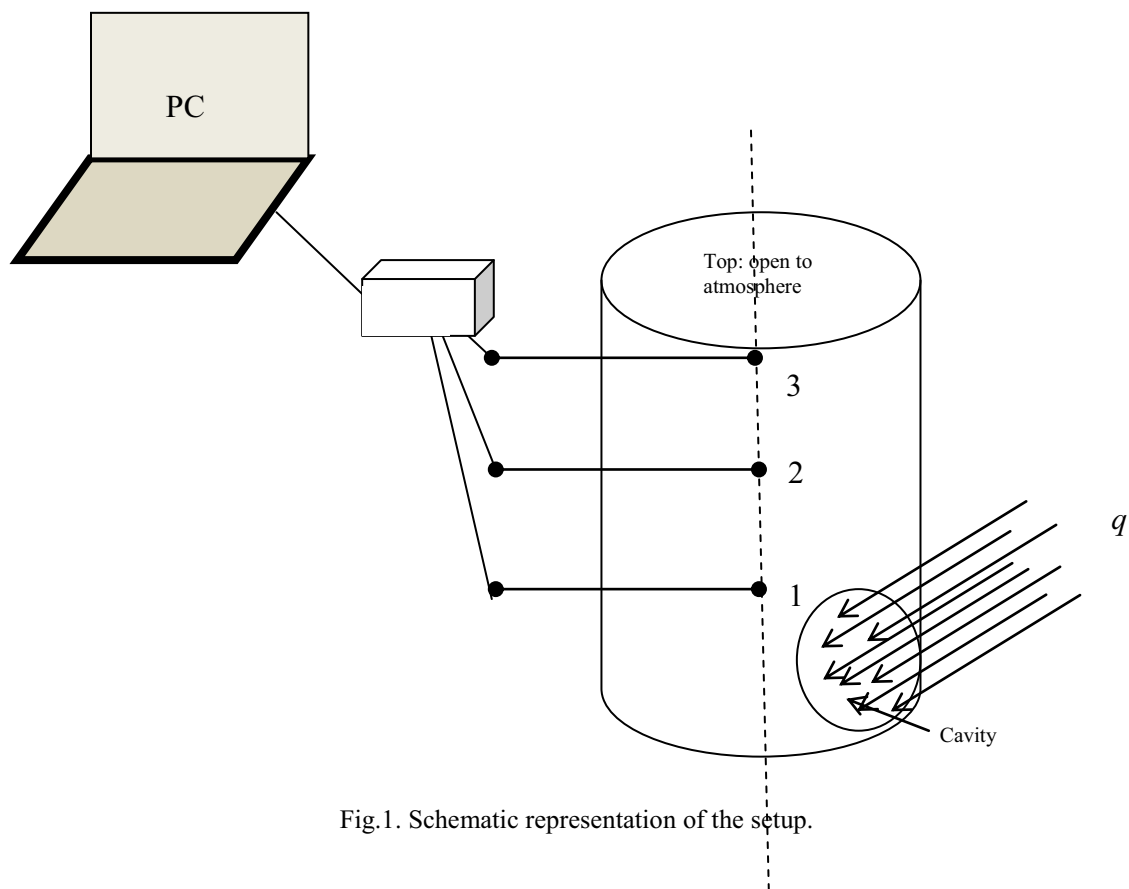 PC
Top: open to
atmosphere
3
2
1
q
Cavity
Fig.1. Schematic representation of the setup.